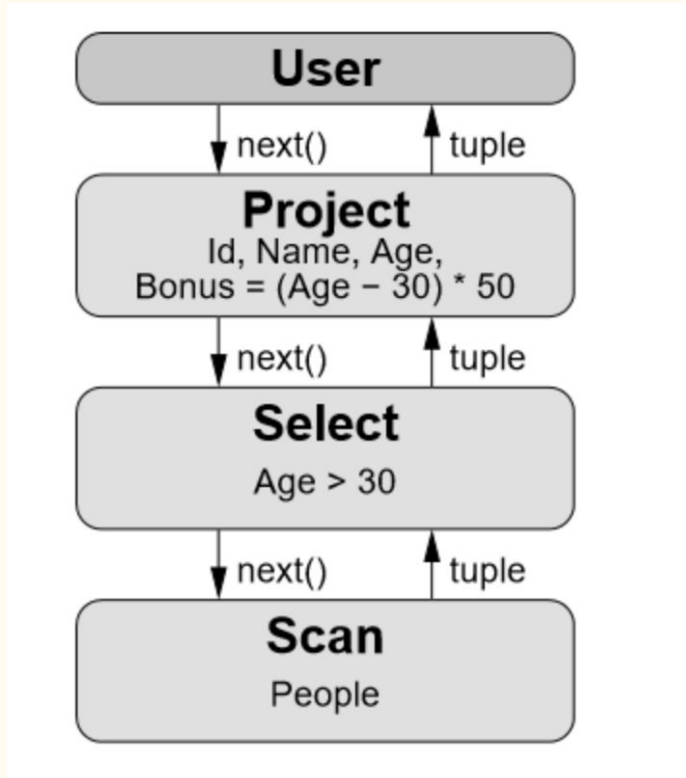 User
next() tuple
Project
Id, Name, Age,
Bonus = (Age − 30) * 50
next() tuple
Select
Age > 30
next() tuple
Scan
People